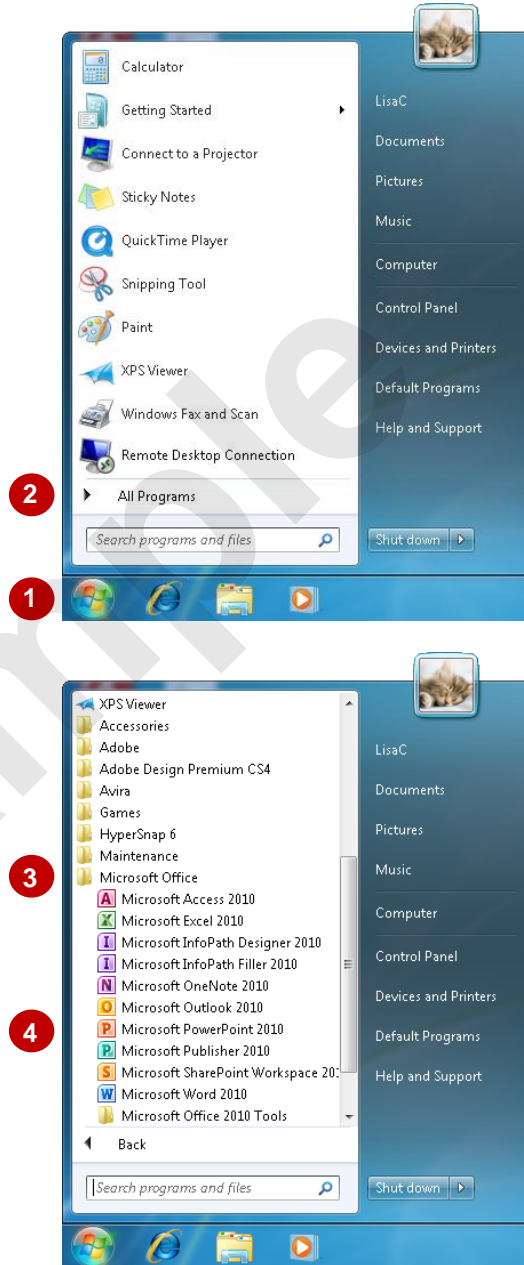 Calculator
Getting Started
Connect to a Projector
Sticky Notes
QuickTime Player
Snipping Tool
Paint
XPS Viewer
Windows Fax and Scan
Remote Desktop Connection
2
All Programs
Search programs and files
LisaC
Documents
Pictures
Music
Computer
Control Panel
Devices and Printers
Default Programs
Help and Support
Shut down
1
XPS Viewer
Accessories
Adobe
Adobe Design Premium CS4
Avira
Games
HyperSnap 6
Maintenance
3
Microsoft Office
Microsoft Access 2010
Microsoft Excel 2010
Microsoft InfoPath Designer 2010
Microsoft InfoPath Filler 2010
Microsoft OneNote 2010
Microsoft Outlook 2010
4
Microsoft PowerPoint 2010
Microsoft Publisher 2010
Microsoft SharePoint Workspace 20
Microsoft Word 2010
Microsoft Office 2010 Tools
Back
Search programs and files
LisaC
Documents
Pictures
Music
Computer
Control Panel
Devices and Printers
Default Programs
Help and Support
Shut down
mple